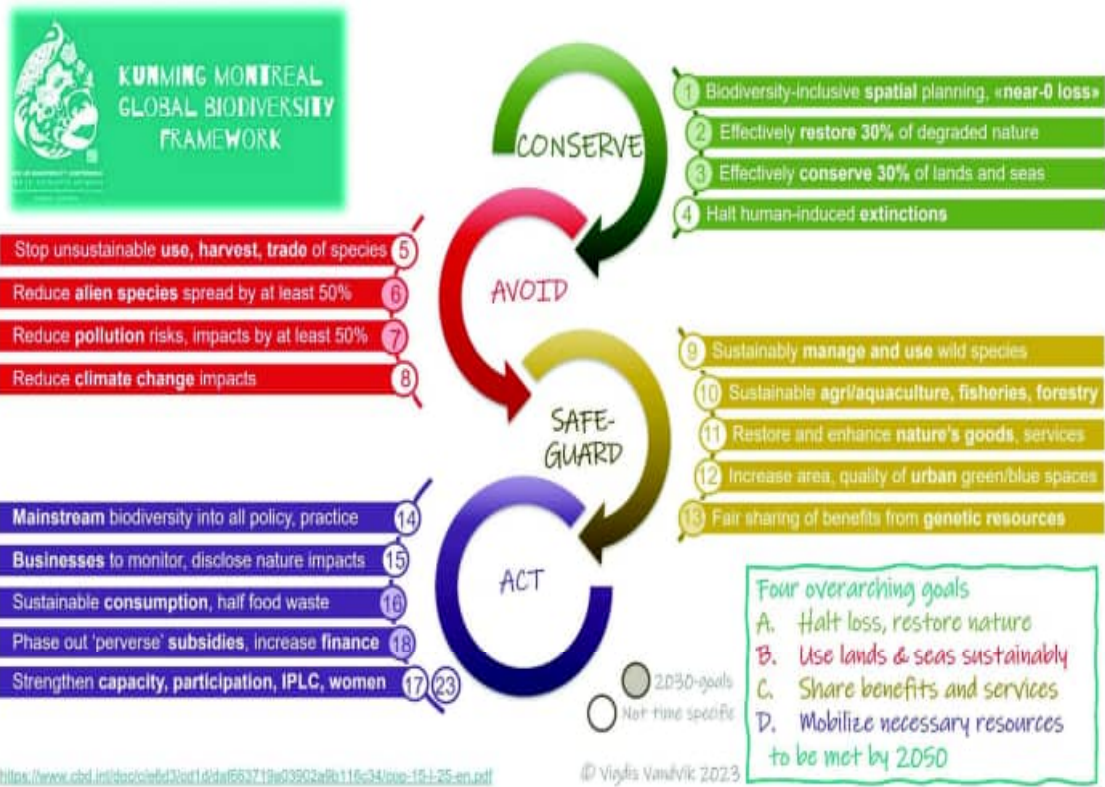 KUNMING MONTREAL
GLOBAL BIODIVERSITY
FRAMEWORK
CONSERVE
1 Biodiversity-inclusive spatial planning, «near-0 loss»
2 Effectively restore 30% of degraded nature
3 Effectively conserve 30% of lands and seas
4 Halt human-induced extinctions
AVOID
Stop unsustainable use, harvest, trade of species 5
Reduce alien species spread by at least 50% 6
Reduce pollution risks, impacts by at least 50% 7
Reduce climate change impacts 8
SAFE-
GUARD
9 Sustainably manage and use wild species
10 Sustainable agri/aquaculture, fisheries, forestry
11 Restore and enhance nature's goods, services
12 Increase area, quality of urban green/blue spaces
13 Fair sharing of benefits from genetic resources
ACT
Mainstream biodiversity into all policy, practice 14
Businesses to monitor, disclose nature impacts 15
Sustainable consumption, half food waste 16
Phase out 'perverse' subsidies, increase finance 18
Strengthen capacity, participation, IPLC, women 17 23
2030-goals
Not time specific
Four overarching goals
A. Halt loss, restore nature
B. Use lands & seas sustainably
C. Share benefits and services
D. Mobilize necessary resources
to be met by 2050
© Vigdis Vandvik 2023